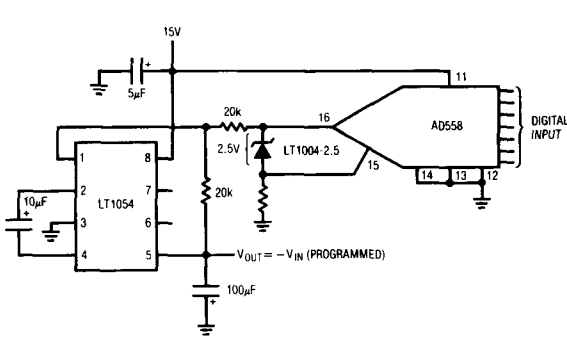 15V
5µF
+
11
20k
16
AD558
DIGITAL
INPUT
2.5V
LT1004-2.5
15
14
13
12
1
8
2
7
LT1054
3
6
4
5
10µF
+
20k
VOUT = −VIN (PROGRAMMED)
100µF
+